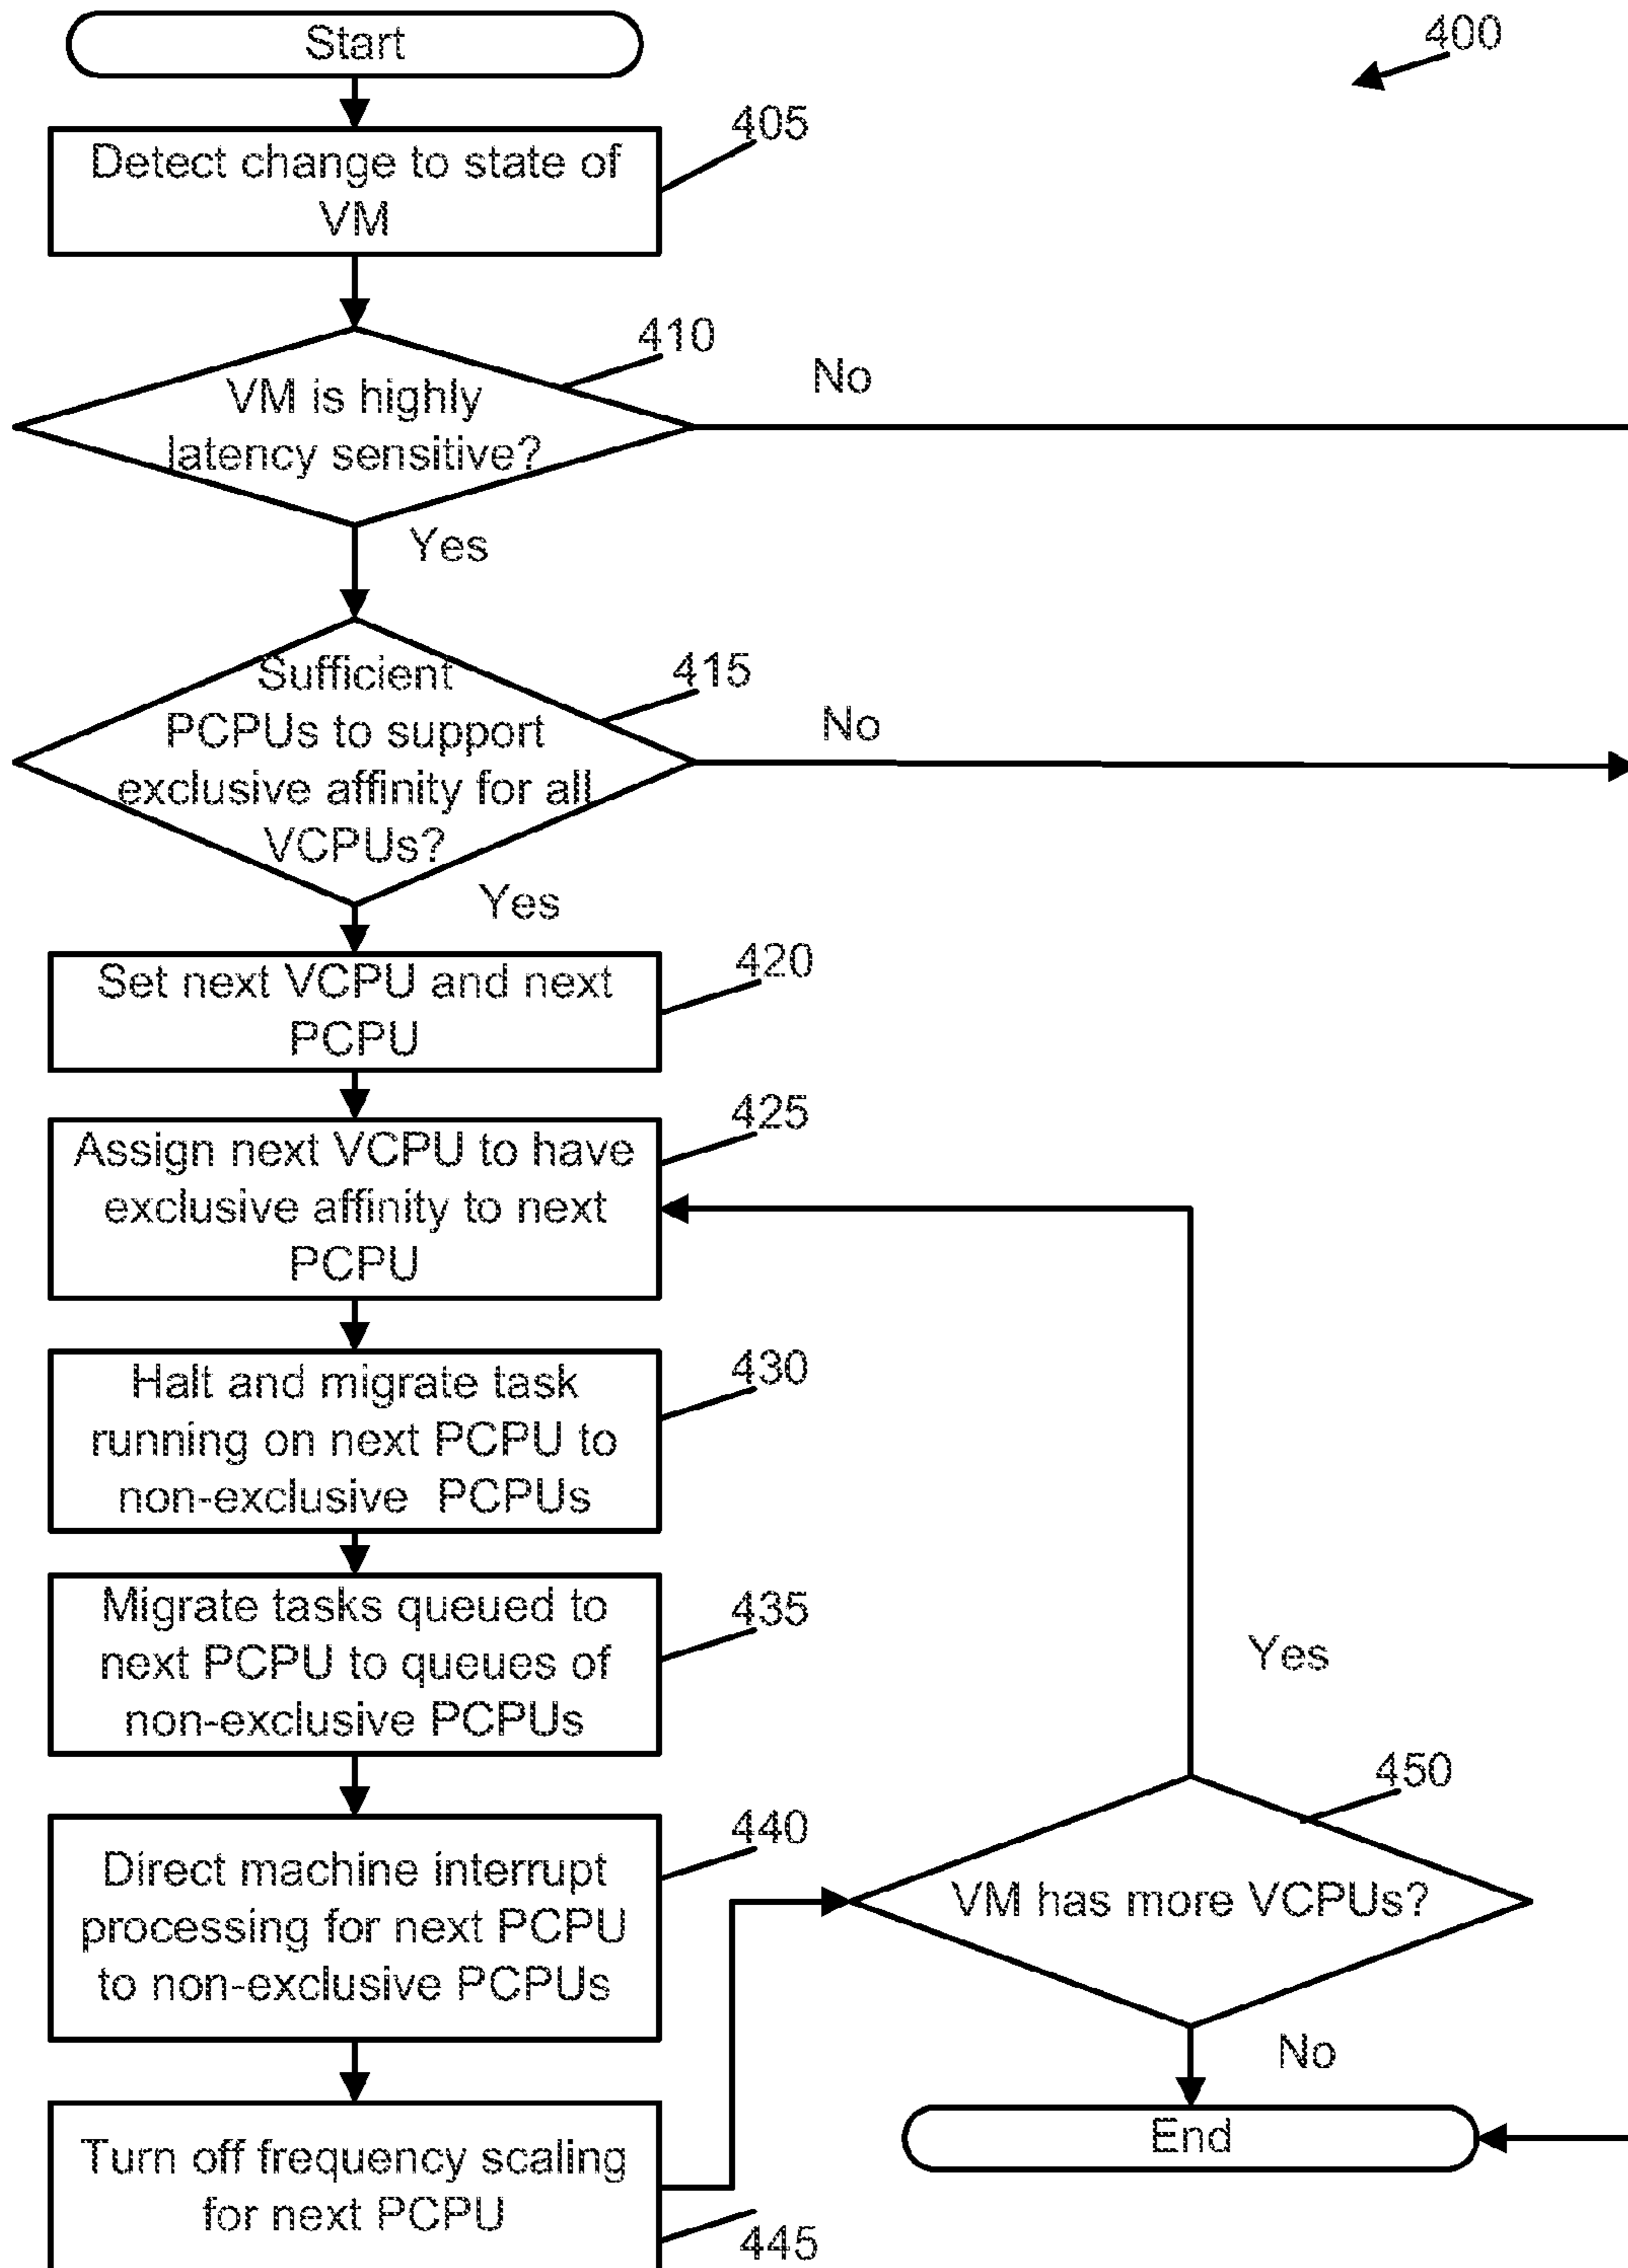 Start
400
405
Detect change to state of
VM
410
No
VM is highly
latency sensitive?
Yes
415
Sufficient
PCPUs to support
exclusive affinity for all
VCPUs?
No
Yes
420
Set next VCPU and next
PCPU
425
Assign next VCPU to have
exclusive affinity to next
PCPU
430
Halt and migrate task
running on next PCPU to
non-exclusive PCPUs
435
Migrate tasks queued to
next PCPU to queues of
non-exclusive PCPUs
Yes
450
440
Direct machine interrupt
processing for next PCPU
to non-exclusive PCPUs
VM has more VCPUs?
No
End
Turn off frequency scaling
for next PCPU
445